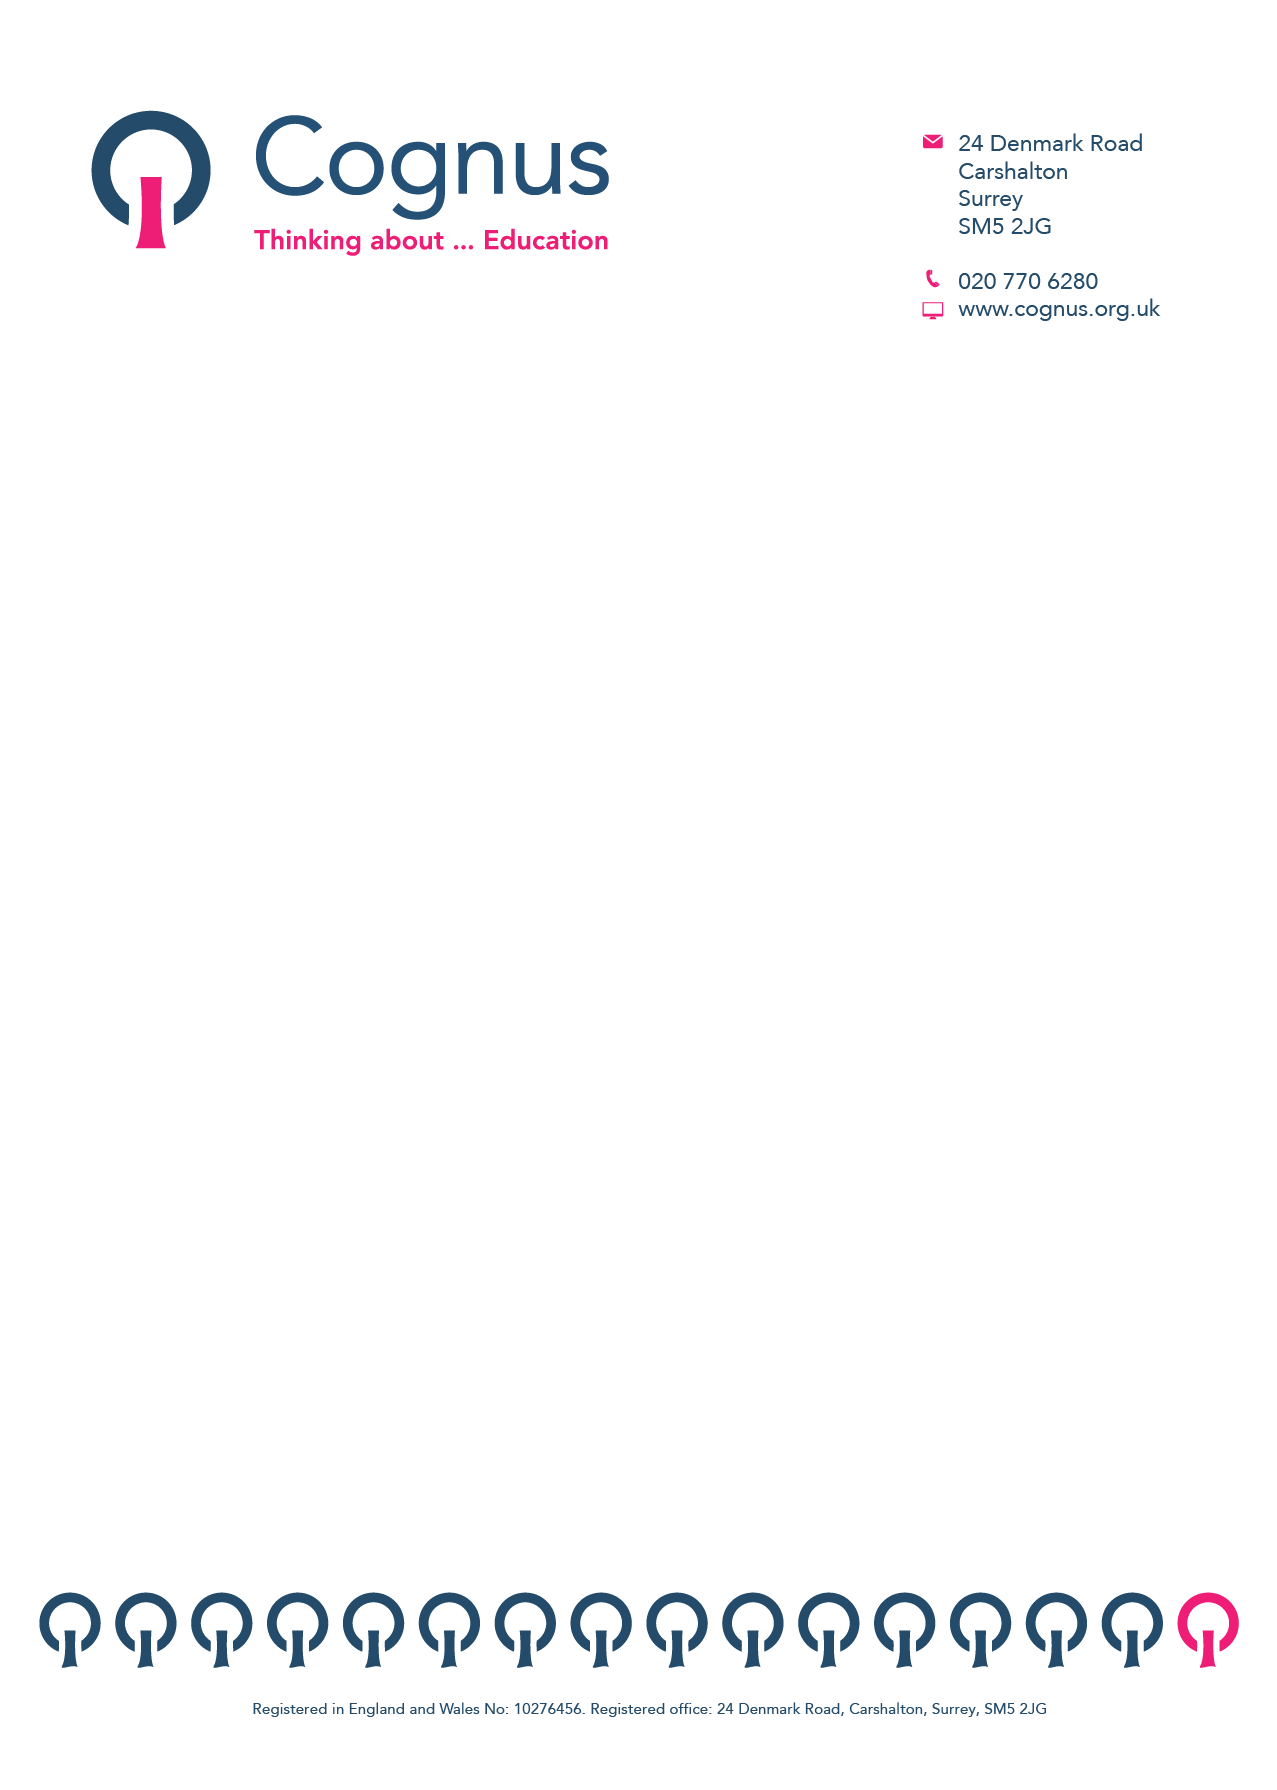 Cognus
Thinking about ... Education
24 Denmark Road
Carshalton
Surrey
SM5 2JG
020 770 6280
www.cognus.org.uk
Registered in England and Wales No: 10276456. Registered office: 24 Denmark Road, Carshalton, Surrey, SM5 2JG